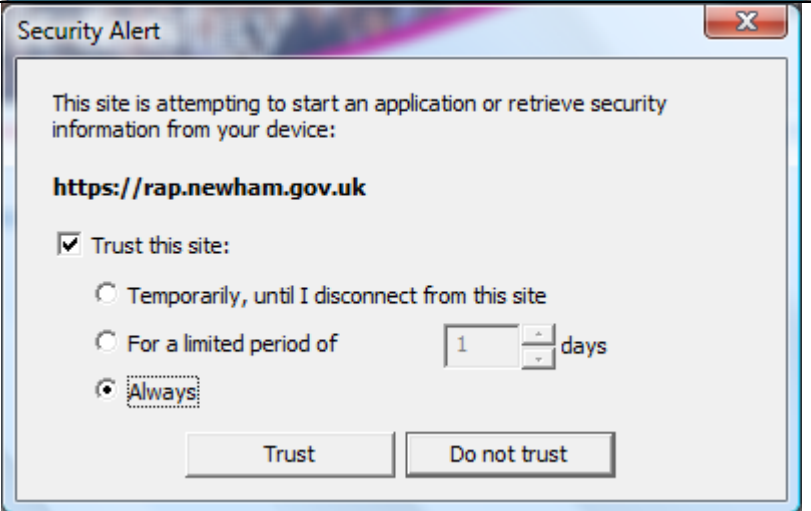 Security Alert
This site is attempting to start an application or retrieve security
information from your device:
https://rap.newham.gov.uk
Trust this site:
Temporarily, until I disconnect from this site
For a limited period of 1 days
Always
Trust Do not trust